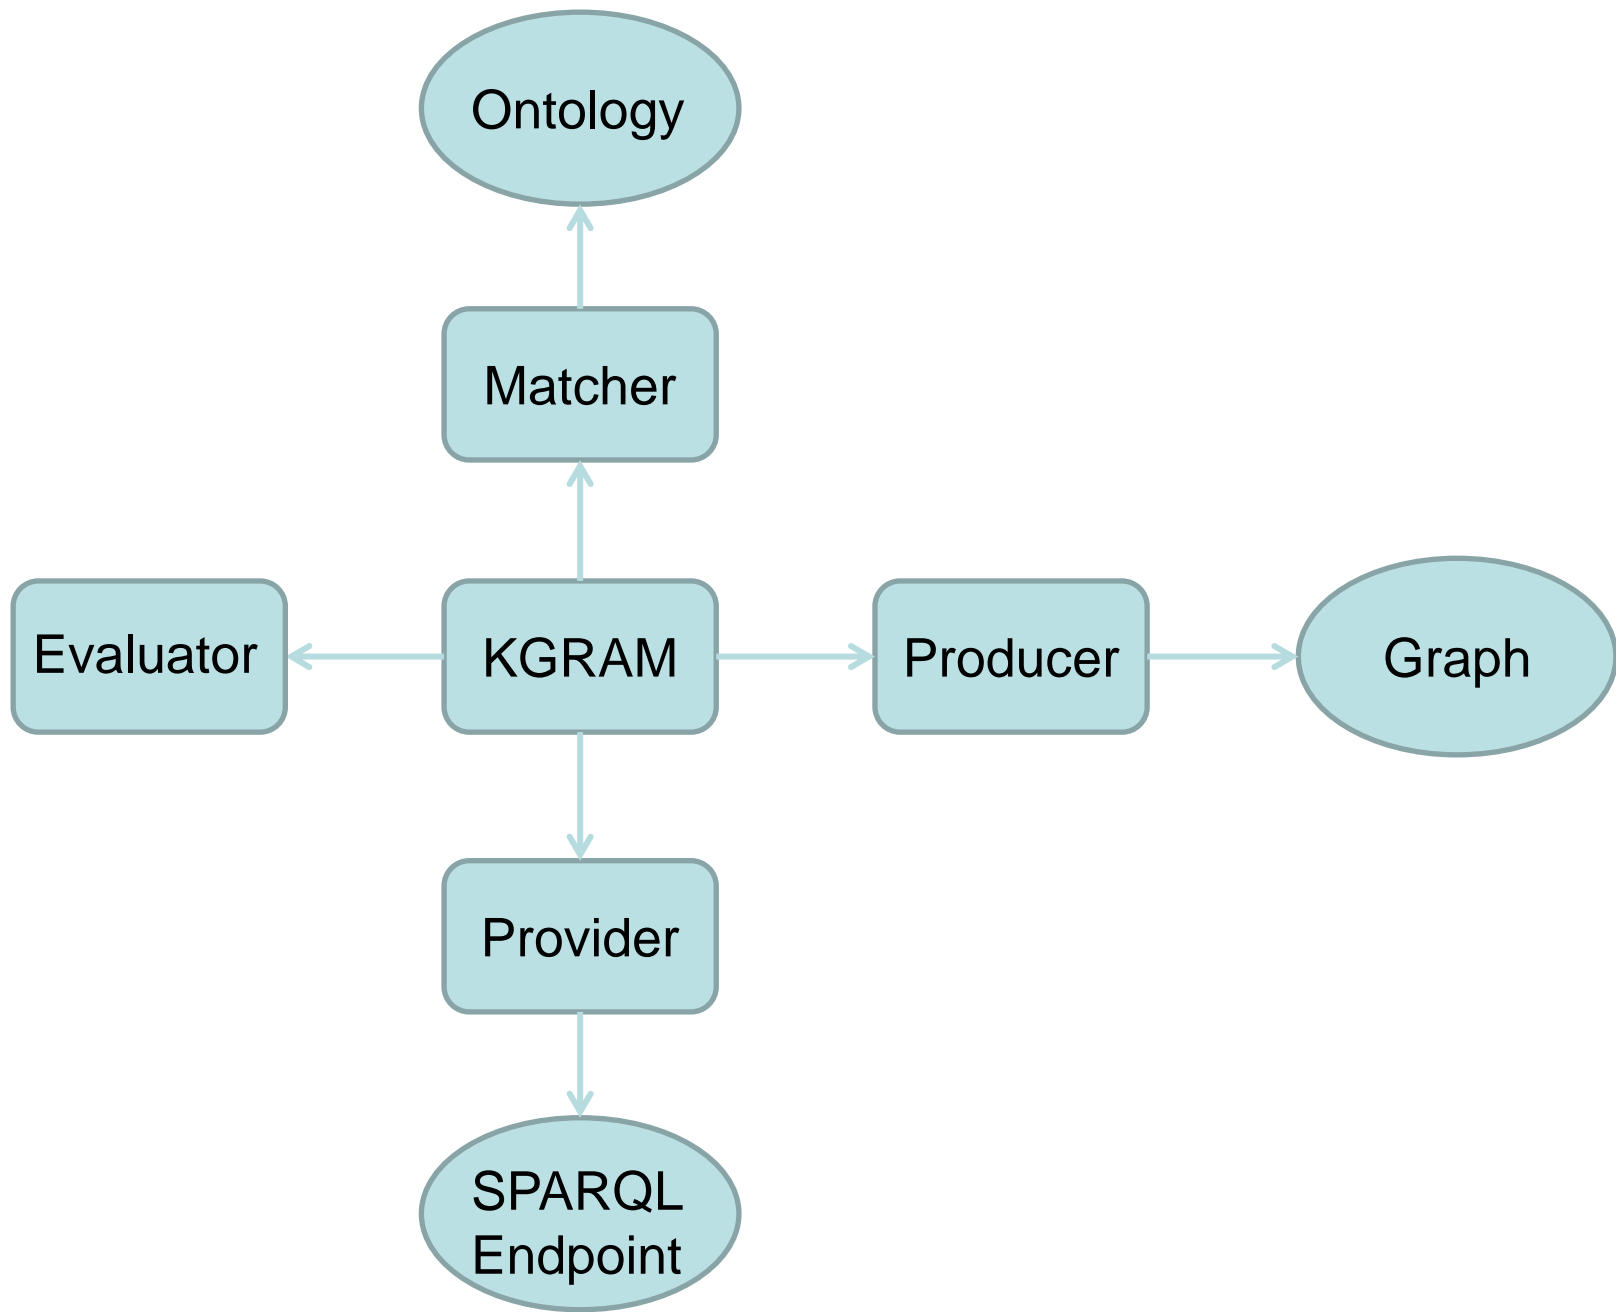 Ontology
Matcher
Evaluator
KGRAM
Producer
Graph
Provider
SPARQL
Endpoint